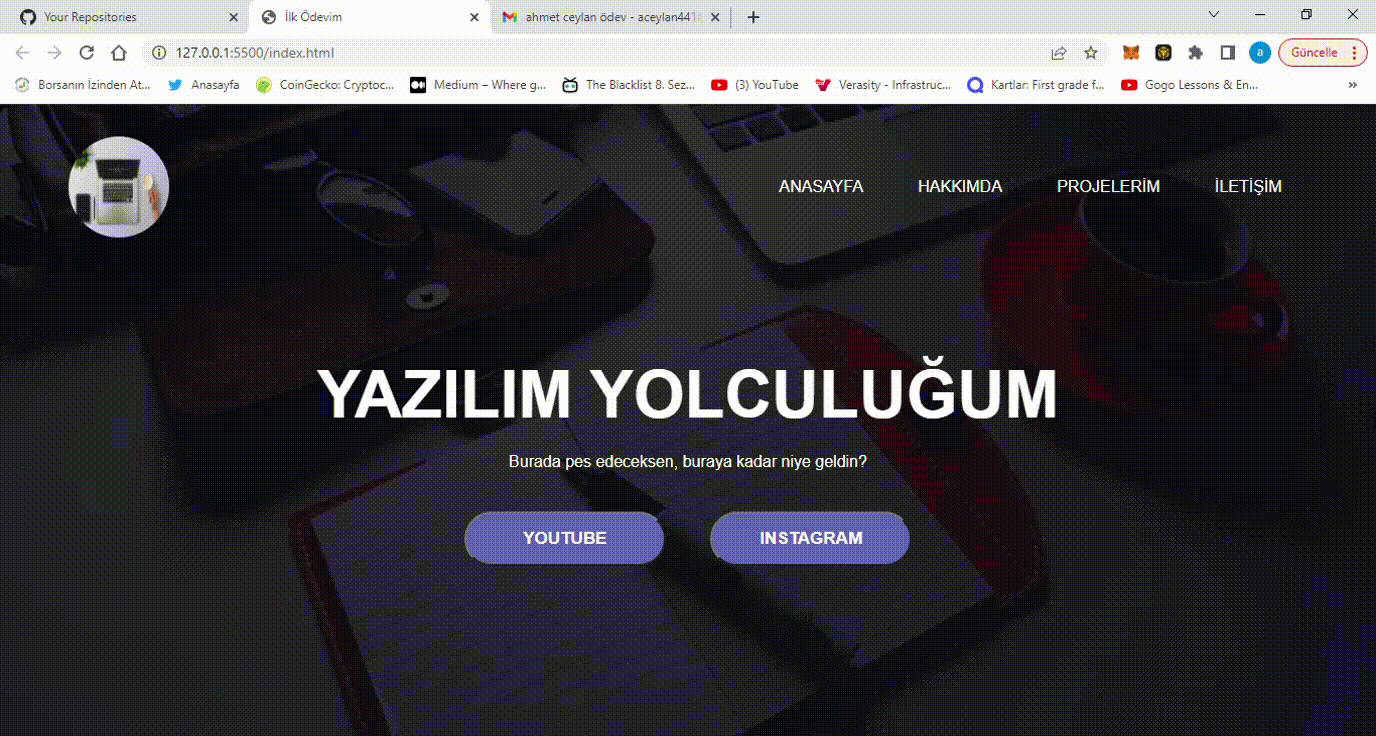 Your Repositories
İlk Ödevim
ahmet ceylan ödev - aceylan441
127.0.0.1:5500/index.html
a
Güncelle
Borsanın İzinden At...
Anasayfa
CoinGecko: Cryptoc...
Medium – Where g...
The Blacklist 8. Sez...
(3) YouTube
Verasity - Infrastruc...
Kartlar: First grade f...
Gogo Lessons & En...
»
ANASAYFA HAKKIMDA PROJELERİM İLETİŞİM
YAZILIM YOLCULUĞUM
Burada pes edeceksen, buraya kadar niye geldin?
YOUTUBE INSTAGRAM